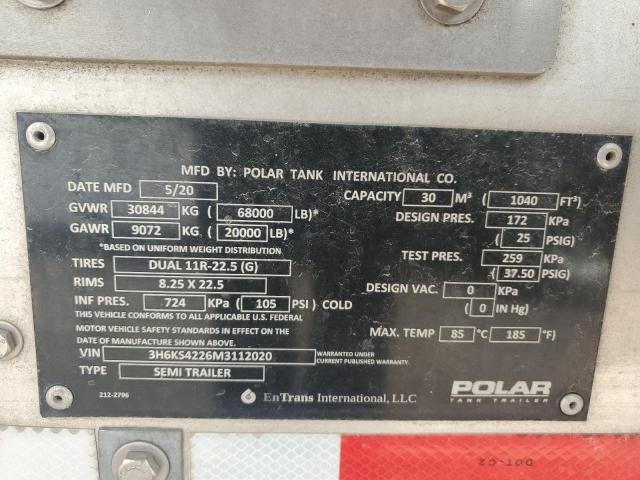 MFD BY: POLAR TANK INTERNATIONAL CO.
DATE MFD 5/20
GVWR 30844 KG ( 68000 LB)*
GAWR 9072 KG ( 20000 LB)*
*BASED ON UNIFORM WEIGHT DISTRIBUTION
TIRES DUAL 11R-22.5 (G)
RIMS 8.25 X 22.5
INF PRES. 724 KPa ( 105 PSI ) COLD
THIS VEHICLE CONFORMS TO ALL APPLICABLE U.S. FEDERAL
MOTOR VEHICLE SAFETY STANDARDS IN EFFECT ON THE
DATE OF MANUFACTURE SHOWN ABOVE.
VIN 3H6KS4226M3112020
TYPE SEMI TRAILER
212-2796
CAPACITY 30 M³ ( 1040 FT³)
DESIGN PRES. 172 KPa
( 25 PSIG)
TEST PRES. 259 KPa
( 37.50 PSIG)
DESIGN VAC. 0 KPa
( 0 IN Hg)
MAX. TEMP 85 °C 185 °F)
WARRANTED UNDER
CURRENT PUBLISHED WARRANTY.
EnTrans International, LLC
POLAR
TANK TRAILER
DOT-C2